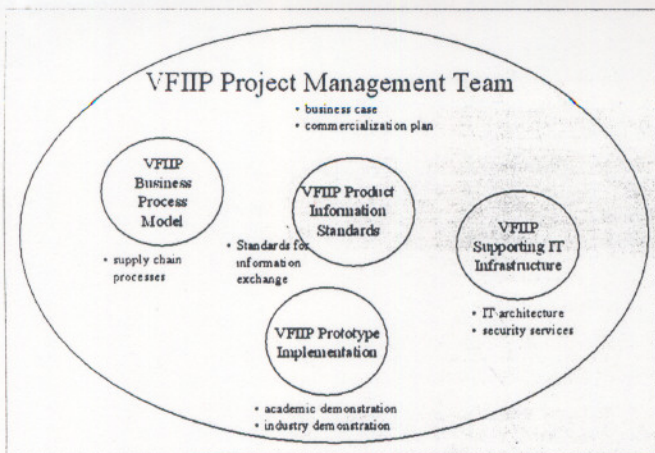 VFIIP Project Management Team
• business case
• commercialization plan
VFIIP
Business
Process
Model
• supply chain
processes
VFIIP Product
Information
Standards
• Standards for
information
exchange
VFIIP
Supporting IT
Infrastructure
• IT architecture
• security services
VFIIP Prototype
Implementation
• academic demonstration
• industry demonstration